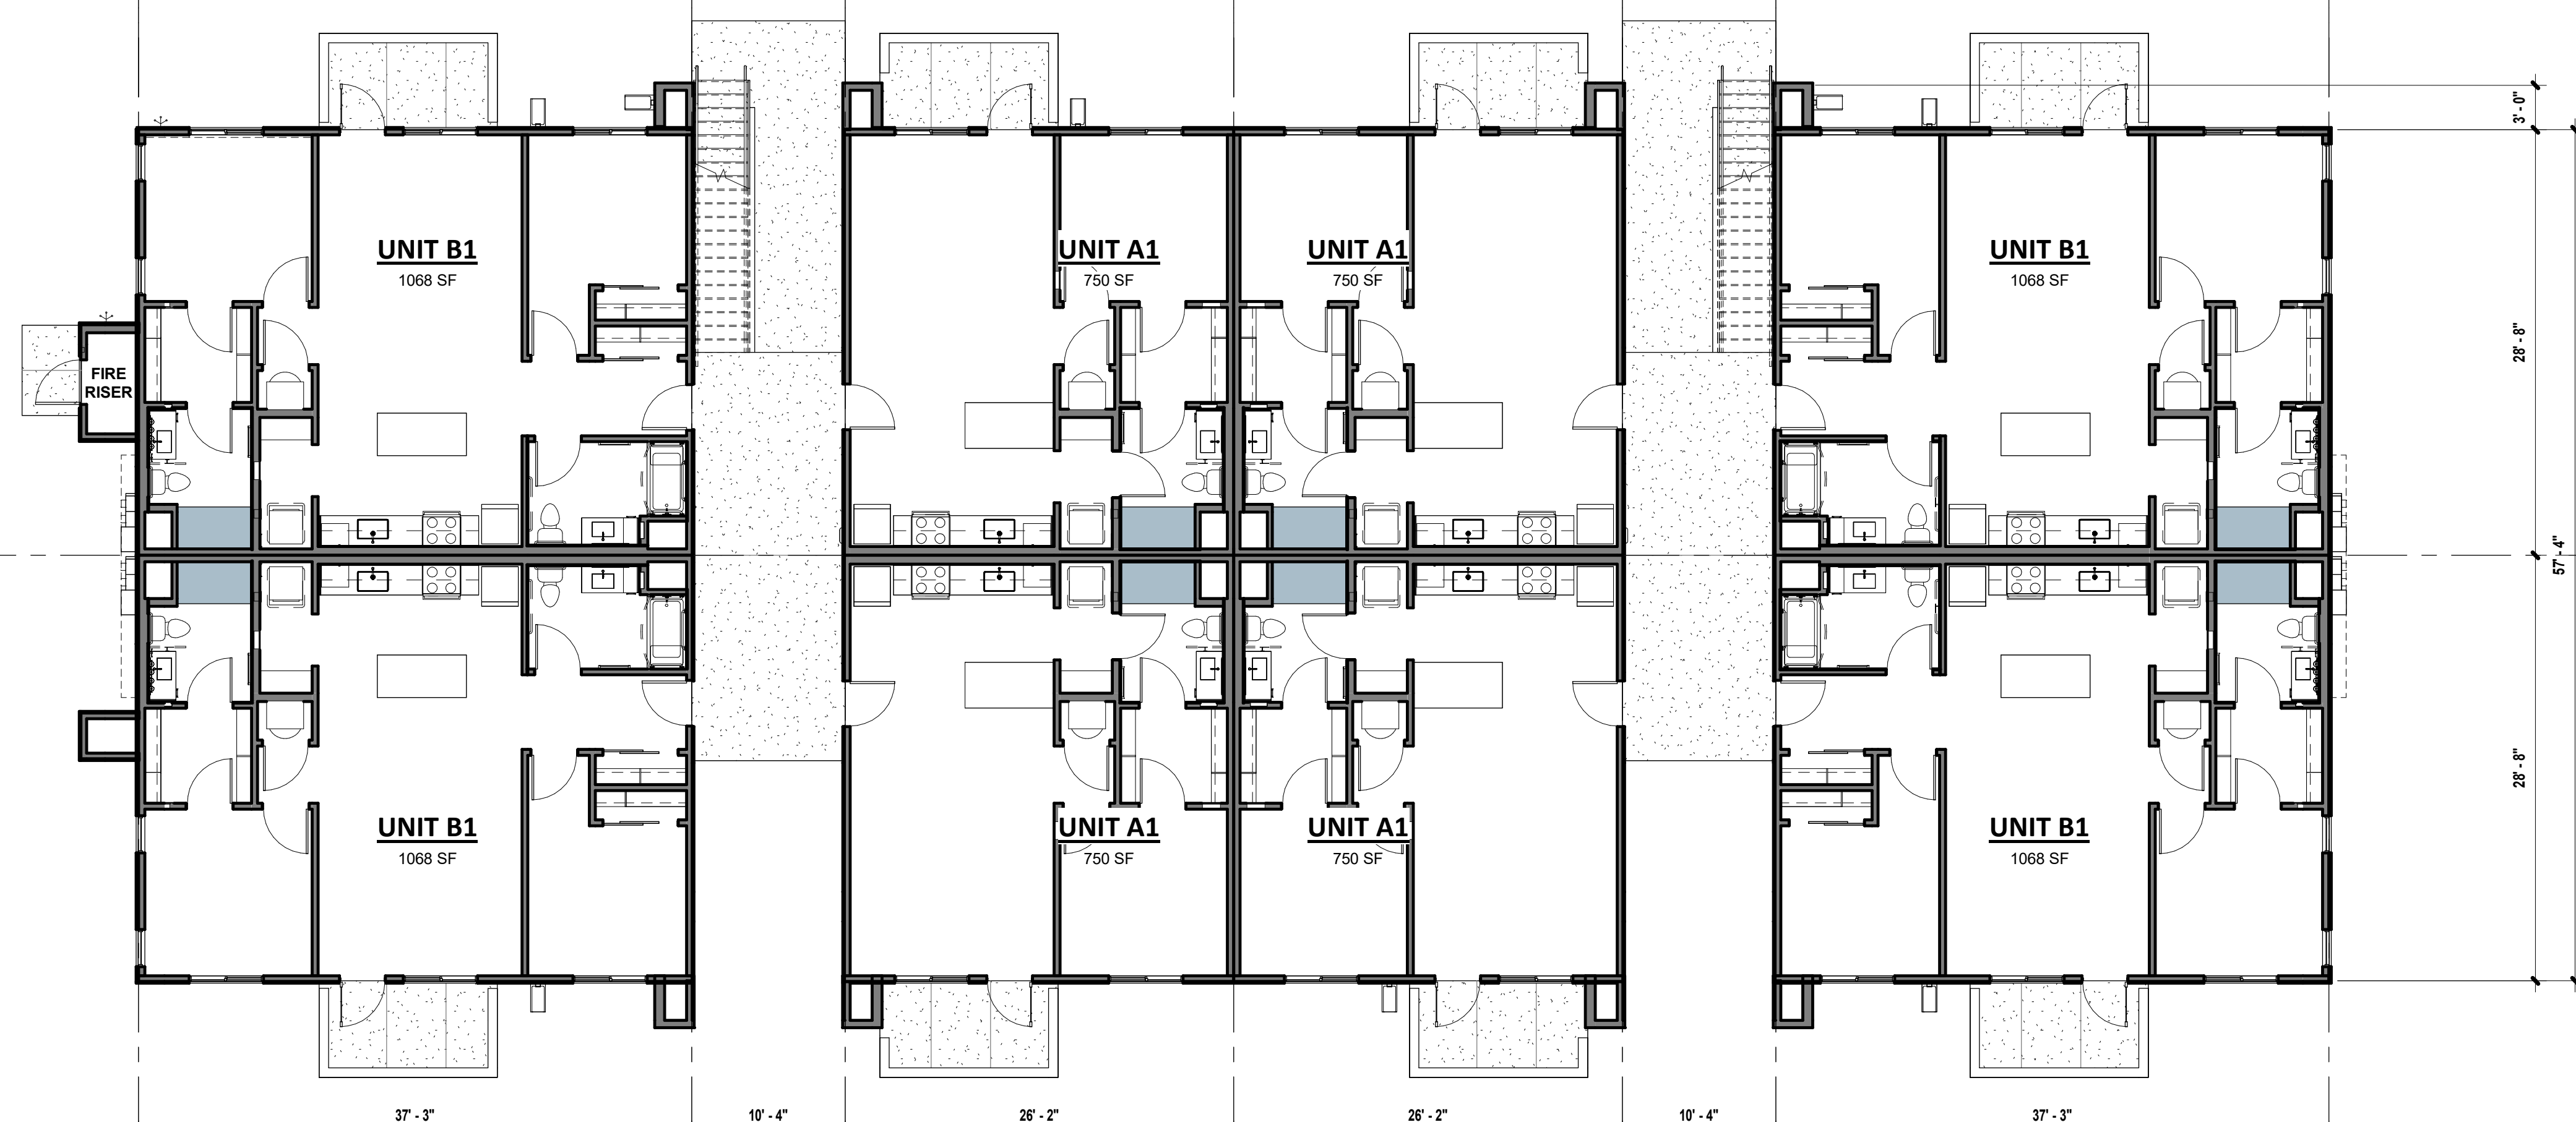 3' - 0"
UNIT B1
1068 SF
UNIT A1
750 SF
UNIT A1
750 SF
UNIT B1
1068 SF
28' - 8"
FIRE
RISER
57' - 4"
28' - 8"
UNIT B1
1068 SF
UNIT A1
750 SF
UNIT A1
750 SF
UNIT B1
1068 SF
37' - 3"
10' - 4"
26' - 2"
26' - 2"
10' - 4"
37' - 3"